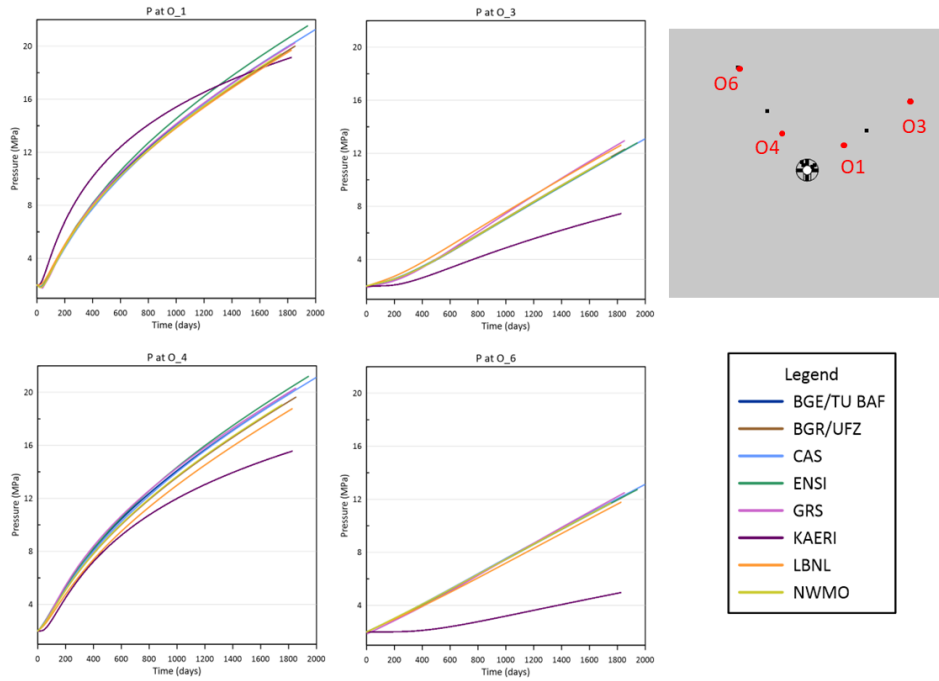 P at O_1
20
16
12
8
4
Pressure (MPa)
0 200 400 600 800 1000 1200 1400 1600 1800 2000
Time (days)
P at O_3
20
16
12
8
4
Pressure (MPa)
0 200 400 600 800 1000 1200 1400 1600 1800 2000
Time (days)
O6
O3
O4
O1
P at O_4
20
16
12
8
4
Pressure (MPa)
0 200 400 600 800 1000 1200 1400 1600 1800 2000
Time (days)
P at O_6
20
16
12
8
4
Pressure (MPa)
0 200 400 600 800 1000 1200 1400 1600 1800 2000
Time (days)
Legend
BGE/TU BAF
BGR/UFZ
CAS
ENSI
GRS
KAERI
LBNL
NWMO